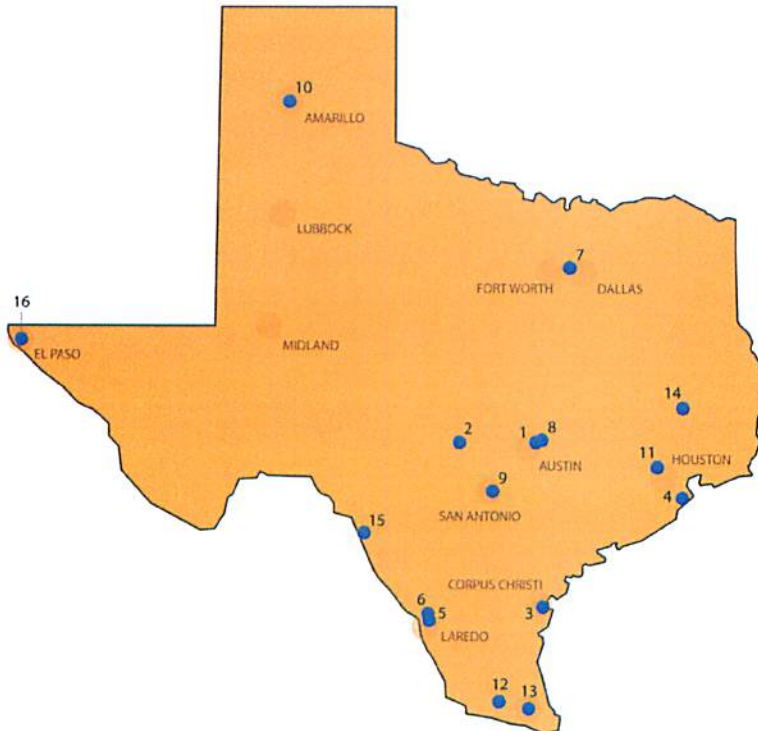 10
AMARILLO
LUBBOCK
7
FORT WORTH
DALLAS
16
EL PASO
MIDLAND
14
2
1
8
AUSTIN
11
HOUSTON
9
4
SAN ANTONIO
15
CORPUS CHRISTI
3
6
5
LAREDO
12
13